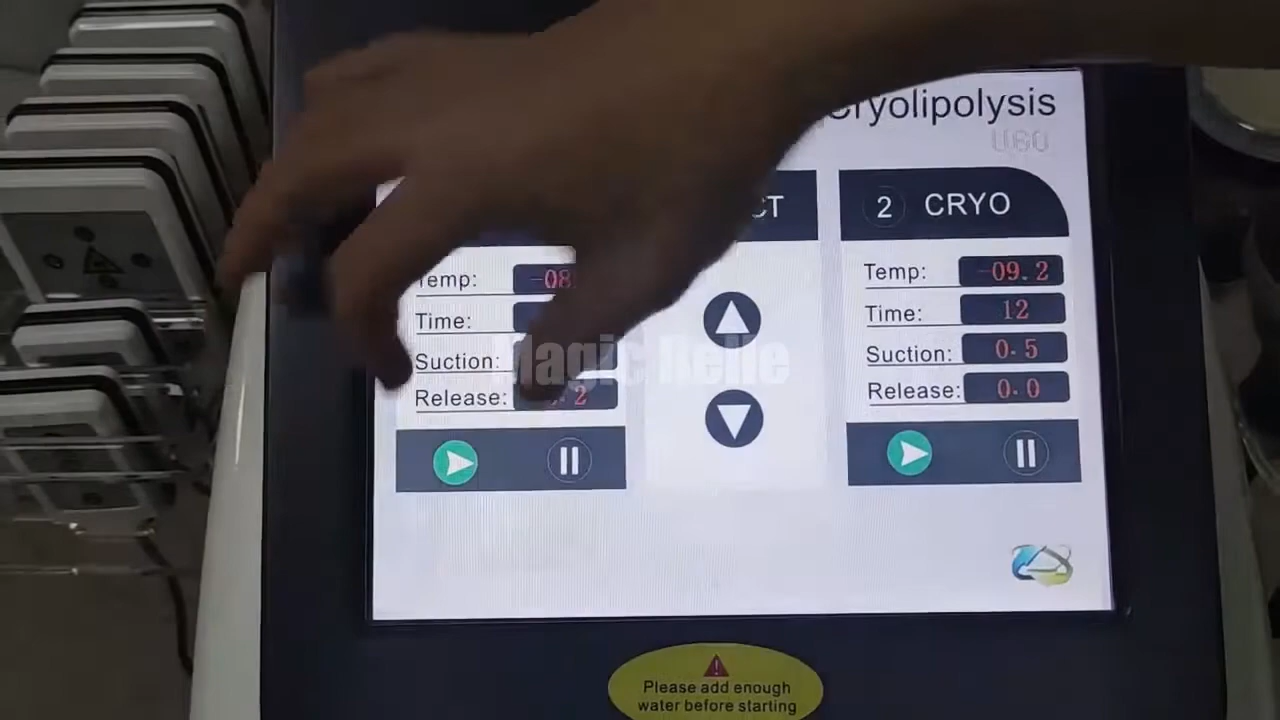 Cryolipolysis
CT
2 CRYO
Temp: -08
Time:
Suction:
Release: .2
Temp: -09.2
Time: 12
Suction: 0.5
Release: 0.0
Magic Belle
Please add enough
water before starting